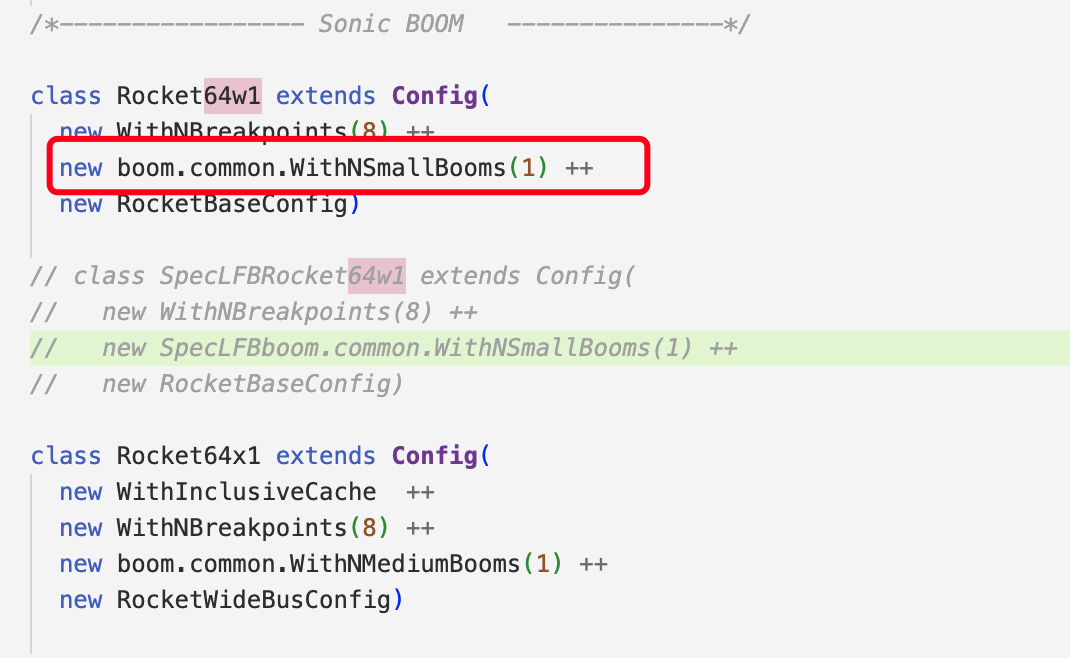 /*----------------- Sonic BOOM   ---------------*/
class Rocket64w1 extends Config(
new WithNBreakpoints(8) ++
new boom.common.WithNSmallBooms(1) ++
new RocketBaseConfig)
// class SpecLFBRocket64w1 extends Config(
//   new WithNBreakpoints(8) ++
//   new SpecLFBboom.common.WithNSmallBooms(1) ++
//   new RocketBaseConfig)
class Rocket64x1 extends Config(
new WithInclusiveCache  ++
new WithNBreakpoints(8) ++
new boom.common.WithNMediumBooms(1) ++
new RocketWideBusConfig)